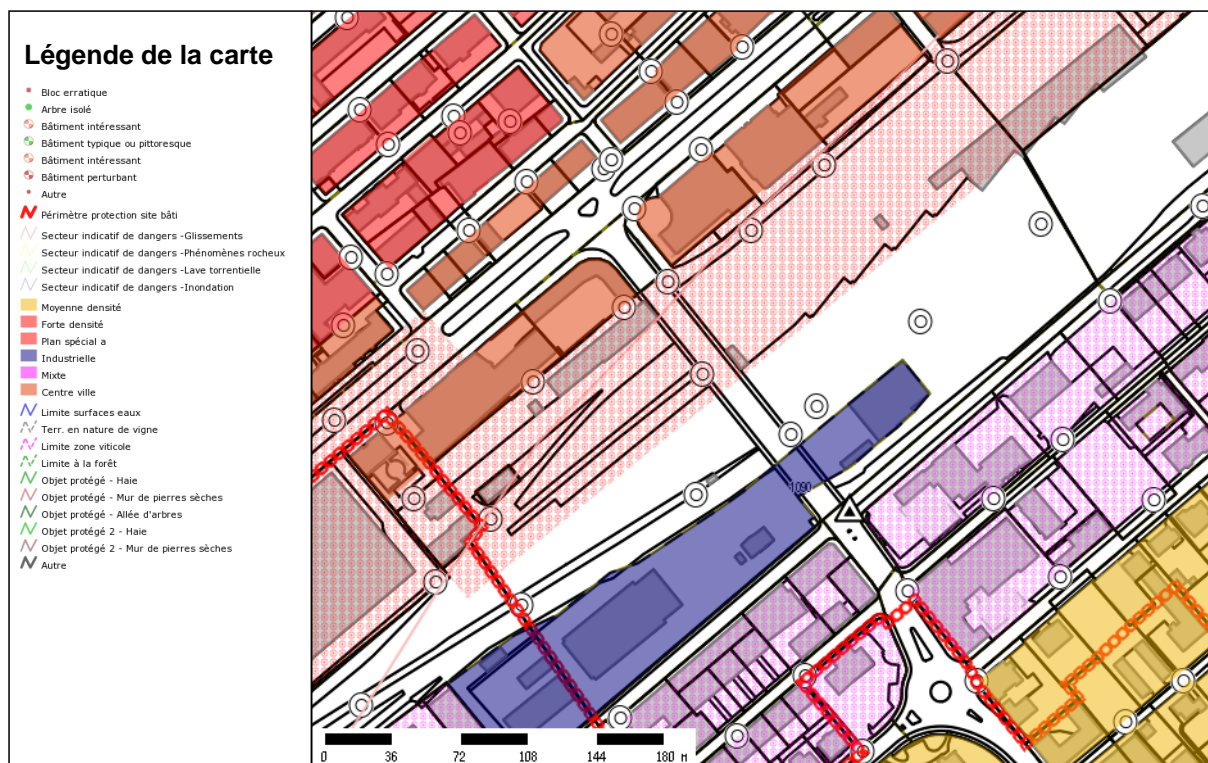 Légende de la carte
Bloc erratique
Arbre isolé
Bâtiment intéressant
Bâtiment typique ou pittoresque
Bâtiment intéressant
Bâtiment perturbant
Autre
Périmètre protection site bâti
Secteur indicatif de dangers -Glissements
Secteur indicatif de dangers -Phénomènes rocheux
Secteur indicatif de dangers -Lave torrentielle
Secteur indicatif de dangers -Inondation
Moyenne densité
Forte densité
Plan spécial a
Industrielle
Mixte
Centre ville
Limite surfaces eaux
Terr. en nature de vigne
Limite zone viticole
Limite à la forêt
Objet protégé - Haie
Objet protégé - Mur de pierres sèches
Objet protégé - Allée d'arbres
Objet protégé 2 - Haie
Objet protégé 2 - Mur de pierres sèches
Autre
1090
0 36 72 108 144 180 M